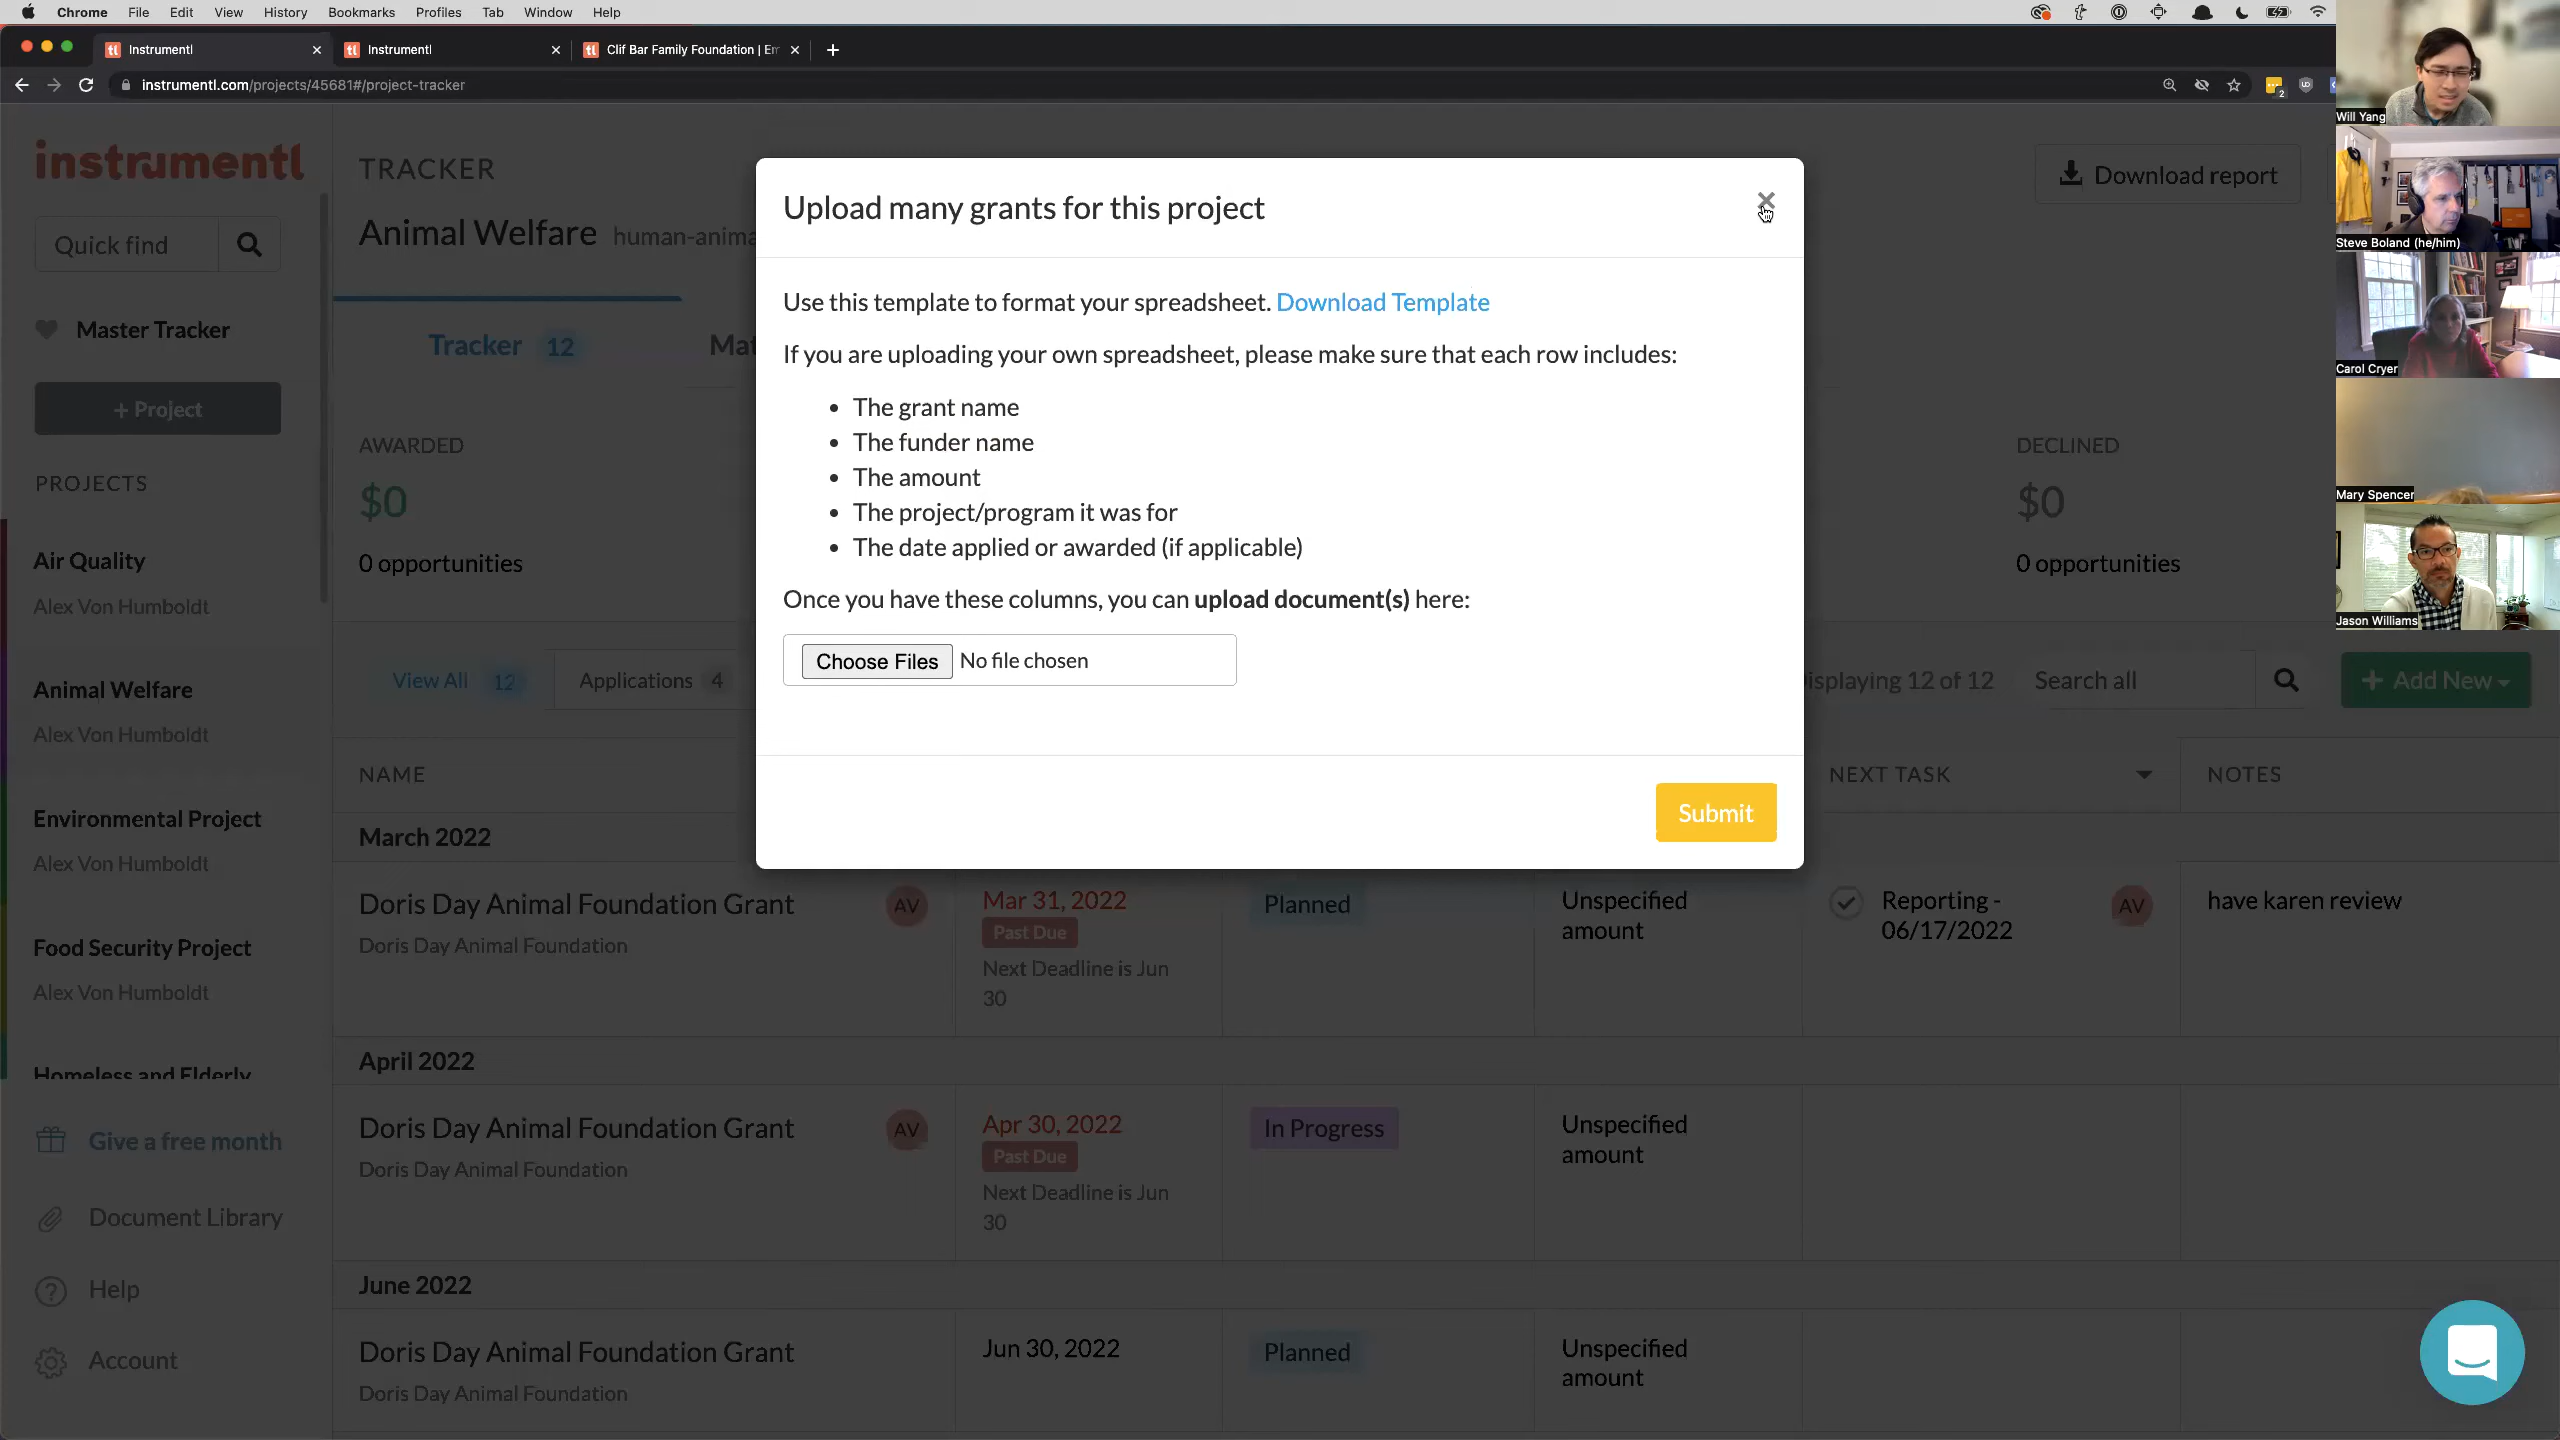 Chrome File Edit View History Bookmarks Profiles Tab Window Help
Instrumentl
Instrumentl
Clif Bar Family Foundation | Em
instrumentl.com/projects/45681#/project-tracker
2
Will Yang
Steve Boland (he/him)
Carol Cryer
Mary Spencer
Jason Williams
instrumentl
Quick find
Master Tracker
+ Project
PROJECTS
Air Quality
Alex Von Humboldt
Animal Welfare
Alex Von Humboldt
Environmental Project
Alex Von Humboldt
Food Security Project
Alex Von Humboldt
Homeless and Elderly
Give a free month
Document Library
Help
Account
TRACKER
Animal Welfare human-anima
Download report
Tracker 12 Mat
AWARDED
$0
0 opportunities
DECLINED
$0
0 opportunities
Upload many grants for this project
Use this template to format your spreadsheet. Download Template
If you are uploading your own spreadsheet, please make sure that each row includes:
• The grant name
• The funder name
• The amount
• The project/program it was for
• The date applied or awarded (if applicable)
Once you have these columns, you can upload document(s) here:
Choose Files No file chosen
Submit
View All 12 Applications 4
isplaying 12 of 12 Search all + Add New
NAME NEXT TASK NOTES
March 2022
Doris Day Animal Foundation Grant
Doris Day Animal Foundation
AV
Mar 31, 2022
Past Due
Next Deadline is Jun
30
Planned
Unspecified
amount
Reporting -
06/17/2022
AV
have karen review
April 2022
Doris Day Animal Foundation Grant
Doris Day Animal Foundation
AV
Apr 30, 2022
Past Due
Next Deadline is Jun
30
In Progress
Unspecified
amount
June 2022
Doris Day Animal Foundation Grant
Doris Day Animal Foundation
Jun 30, 2022
Planned
Unspecified
amount